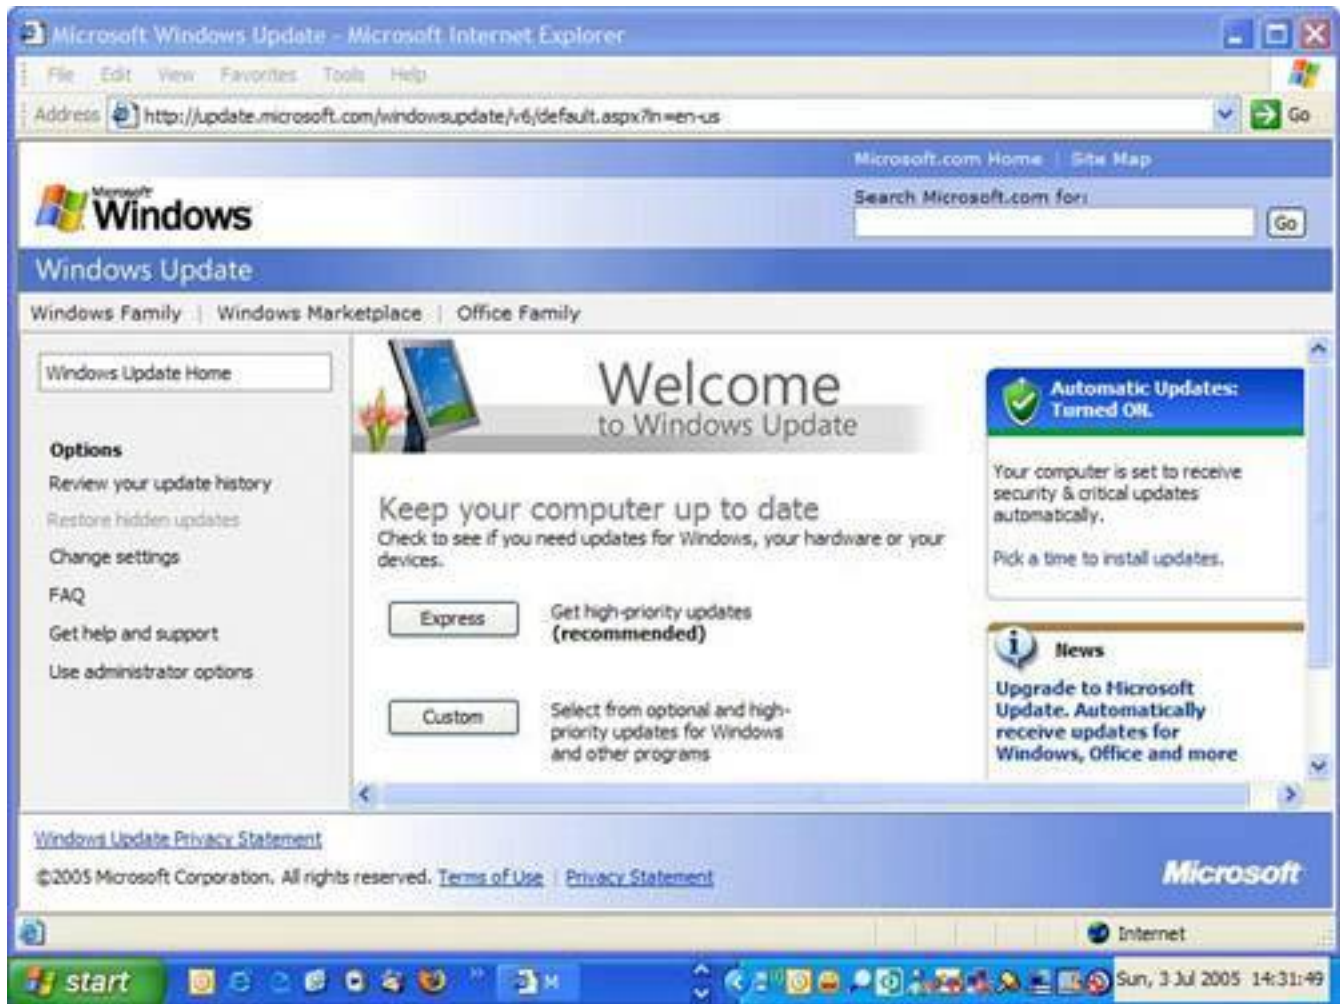 Microsoft Windows Update - Microsoft Internet Explorer
File Edit View Favorites Tools Help
Address http://update.microsoft.com/windowsupdate/v6/default.aspx?ln=en-us Go
Microsoft.com Home | Site Map
Microsoft
Windows
Search Microsoft.com for:
Go
Windows Update
Windows Family | Windows Marketplace | Office Family
Windows Update Home
Options
Review your update history
Restore hidden updates
Change settings
FAQ
Get help and support
Use administrator options
Welcome
to Windows Update
Keep your computer up to date
Check to see if you need updates for Windows, your hardware or your
devices.
Express
Get high-priority updates
(recommended)
Custom
Select from optional and high-
priority updates for Windows
and other programs
Automatic Updates:
Turned ON.
Your computer is set to receive
security & critical updates
automatically.
Pick a time to install updates.
News
Upgrade to Microsoft
Update. Automatically
receive updates for
Windows, Office and more
Windows Update Privacy Statement
©2005 Microsoft Corporation. All rights reserved. Terms of Use | Privacy Statement
Microsoft
Internet
start
M
Sun, 3 Jul 2005 14:31:49